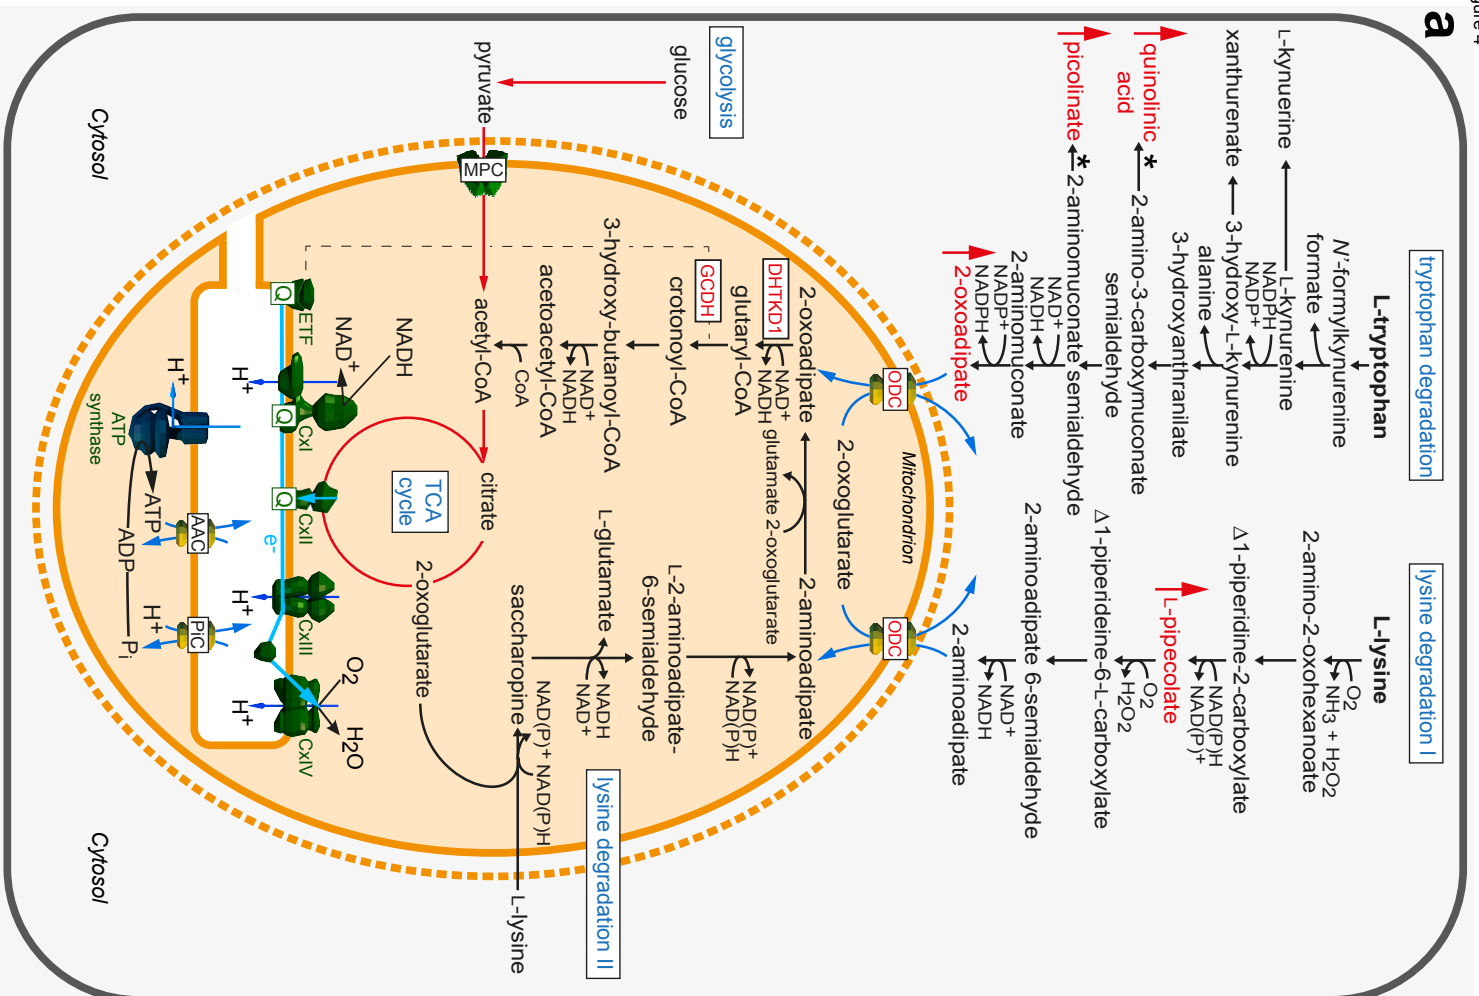 Figure 4
a
tryptophan degradation
L-tryptophan
N′-formylkynurenine
formate
L-kynurenine
L-kynuerine
NADPH
NADP+
3-hydroxy-L-kynurenine
xanthurenate
alanine
3-hydroxyanthranilate
2-amino-3-carboxymuconate
semialdehyde
*
quinolinic
acid
2-aminomuconate semialdehyde
*
picolinate
NAD+
NADH
2-aminomuconate
NADP+
NADPH
2-oxoadipate
lysine degradation I
L-lysine
O2
NH3 + H2O2
2-amino-2-oxohexanoate
Δ1-piperidine-2-carboxylate
NAD(P)H
NAD(P)+
L-pipecolate
O2
H2O2
Δ1-piperideine-6-L-carboxylate
2-aminoadipate 6-semialdehyde
NAD+
NADH
2-aminoadipate
Mitochondrion
ODC
ODC
2-oxoglutarate
2-oxoadipate
2-aminoadipate
glutamate 2-oxoglutarate
DHTKD1
NAD+
NADH
glutaryl-CoA
GCDH
crotonoyl-CoA
3-hydroxy-butanoyl-CoA
NAD+
NADH
acetoacetyl-CoA
CoA
acetyl-CoA
NAD(P)+
NAD(P)H
L-2-aminoadipate-
6-semialdehyde
L-glutamate
NADH
NAD+
saccharopine
NAD(P)+ NAD(P)H
L-lysine
lysine degradation II
glycolysis
glucose
pyruvate
MPC
citrate
TCA
cycle
2-oxoglutarate
NADH
NAD+
ETF
Q
CxI
Q
CxII
Q
e-
CxIII
CxIV
O2
H2O
H+
H+
H+
H+
ATP
synthase
ATP
ADP
AAC
PiC
H+
Pi
Cytosol
Cytosol